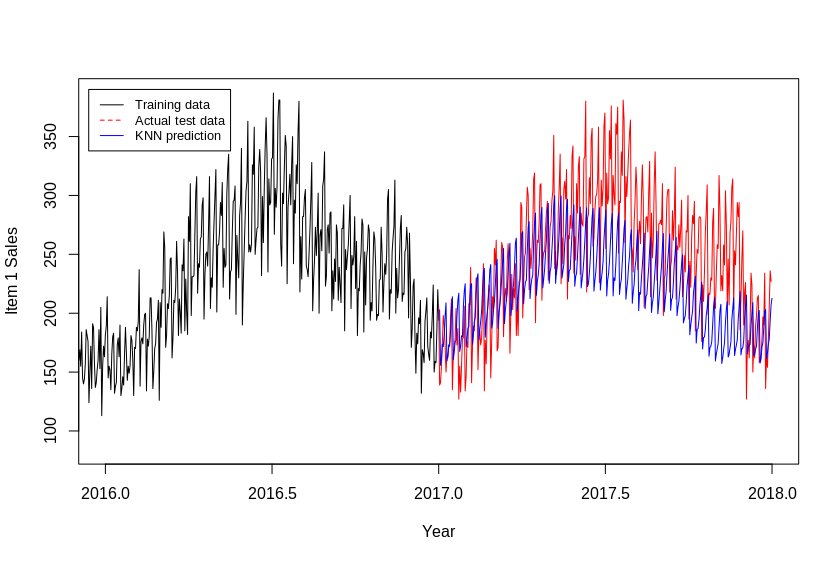 Training data
Actual test data
KNN prediction
350
300
250
200
150
100
Item 1 Sales
2016.0 2016.5 2017.0 2017.5 2018.0
Year